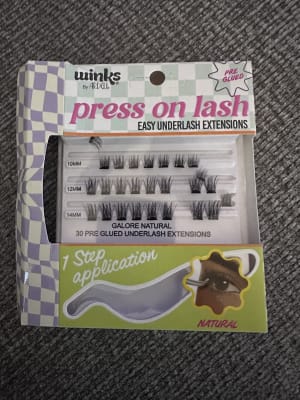 winks
BY ARDELL
PRE
GLUED
press on lash
EASY UNDERLASH EXTENSIONS
10MM
12MM
14MM
GALORE NATURAL
30 PRE GLUED UNDERLASH EXTENSIONS
1 Step
application
NATURAL